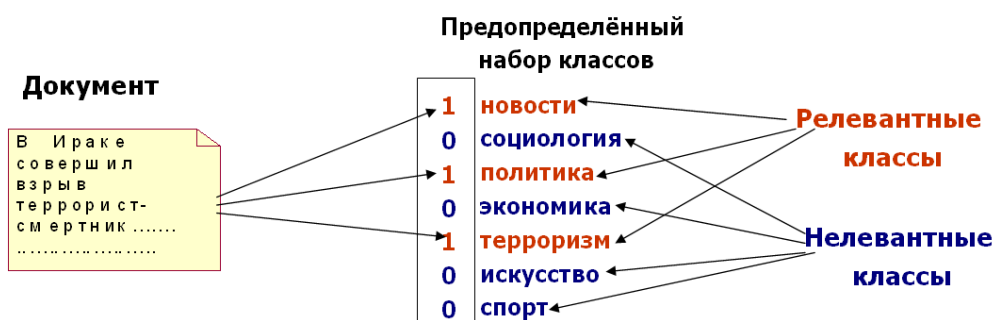 Предопределённый
набор классов
Документ
В Ираке
совершил
взрыв
террорист-
смертник.......
......................
1 новости
0 социология
1 политика
0 экономика
1 терроризм
0 искусство
0 спорт
Релевантные
классы
Нелевантные
классы